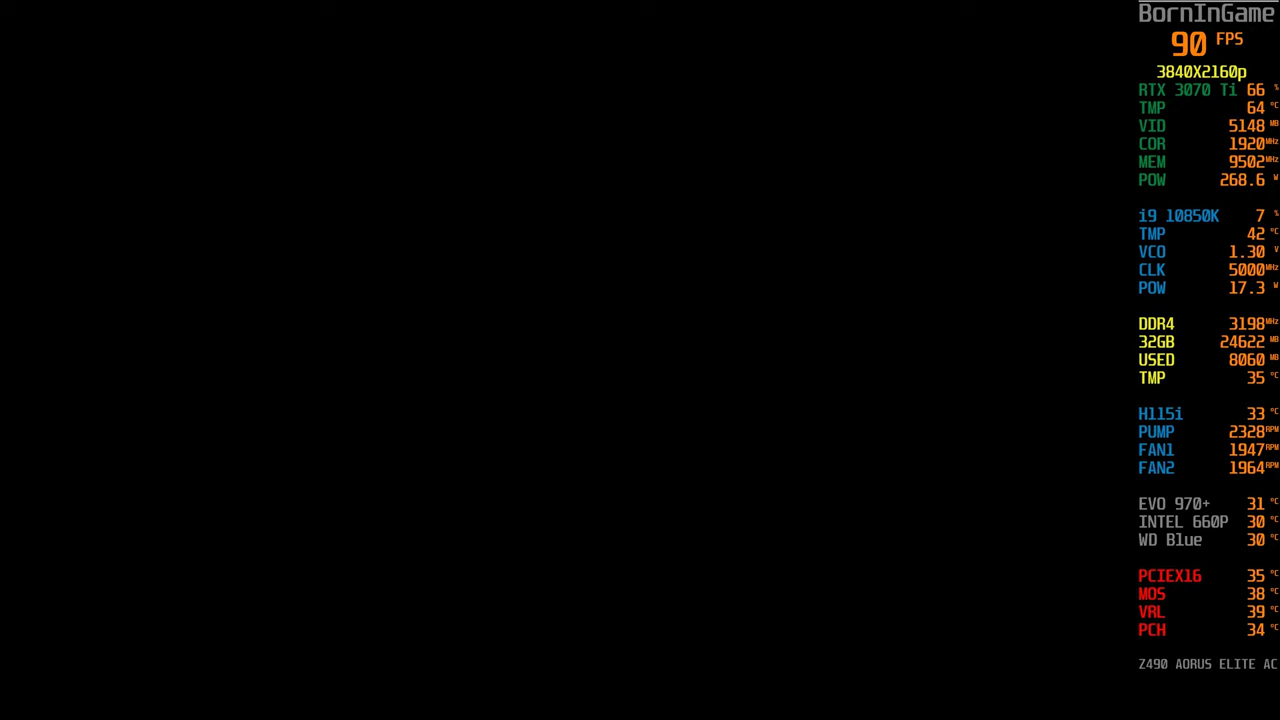 BornInGame
90 FPS
3840X2160p
RTX 3070 Ti 66 %
TMP 64 °C
VID 5148 MB
COR 1920 MHz
MEM 9502 MHz
POW 268.6 W
i9 10850K 7 %
TMP 42 °C
VCO 1.30 V
CLK 5000 MHz
POW 17.3 W
DDR4 3198 MHz
32GB 24622 MB
USED 8060 MB
TMP 35 °C
H115i 33 °C
PUMP 2328 RPM
FAN1 1947 RPM
FAN2 1964 RPM
EVO 970+ 31 °C
INTEL 660P 30 °C
WD Blue 30 °C
PCIEX16 35 °C
MOS 38 °C
VRL 39 °C
PCH 34 °C
Z490 AORUS ELITE AC